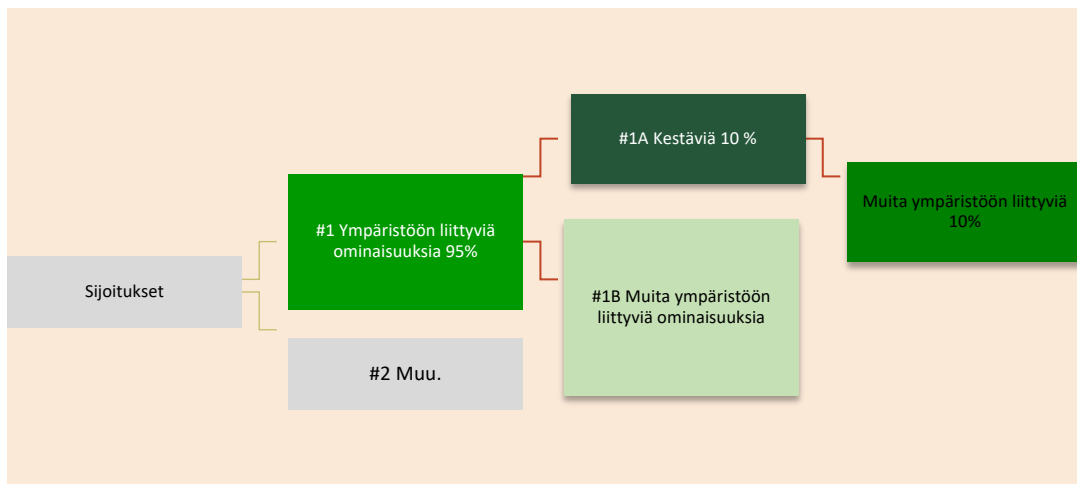 Sijoitukset
#1 Ympäristöön liittyviä
ominaisuuksia 95%
#2 Muu.
#1A Kestäviä 10 %
#1B Muita ympäristöön
liittyviä ominaisuuksia
Muita ympäristöön liittyviä
10%